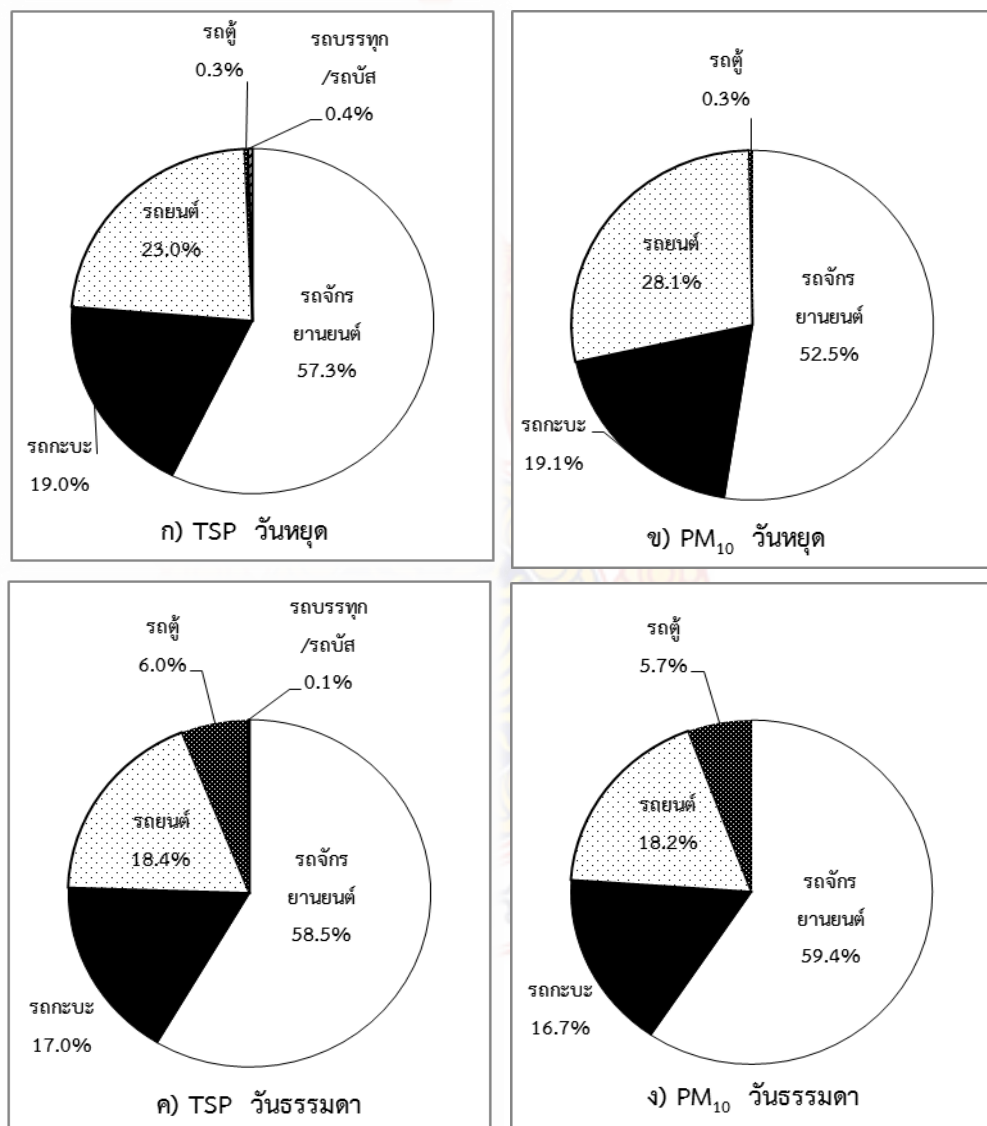 รถตู้
0.3%
รถบรรทุก
/รถบัส
0.4%
รถยนต์
23.0%
รถจักร
ยานยนต์
57.3%
รถกะบะ
19.0%
ก) TSP วันหยุด
รถตู้
0.3%
รถยนต์
28.1%
รถจักร
ยานยนต์
52.5%
รถกะบะ
19.1%
ข) PM₁₀ วันหยุด
รถตู้
6.0%
รถบรรทุก
/รถบัส
0.1%
รถยนต์
18.4%
รถจักร
ยานยนต์
58.5%
รถกะบะ
17.0%
ค) TSP วันธรรมดา
รถตู้
5.7%
รถยนต์
18.2%
รถจักร
ยานยนต์
59.4%
รถกะบะ
16.7%
ง) PM₁₀ วันธรรมดา